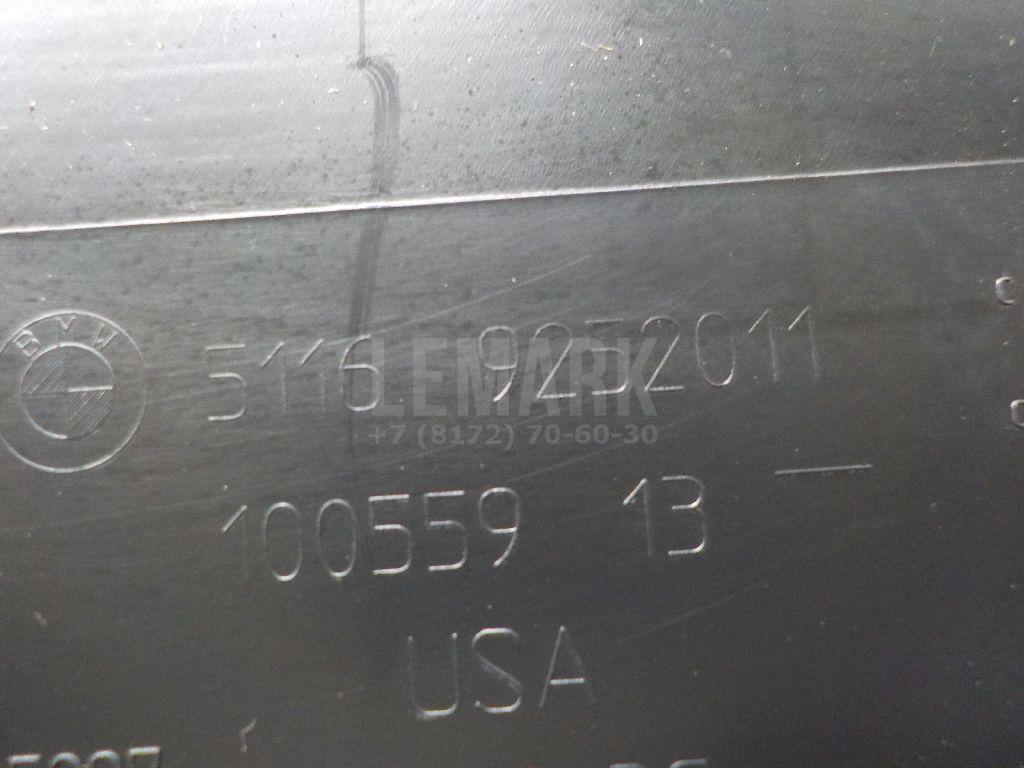 BMW 5116 9252011
LEMARK
+7 (8172) 70-60-30
100559 13 —
USA